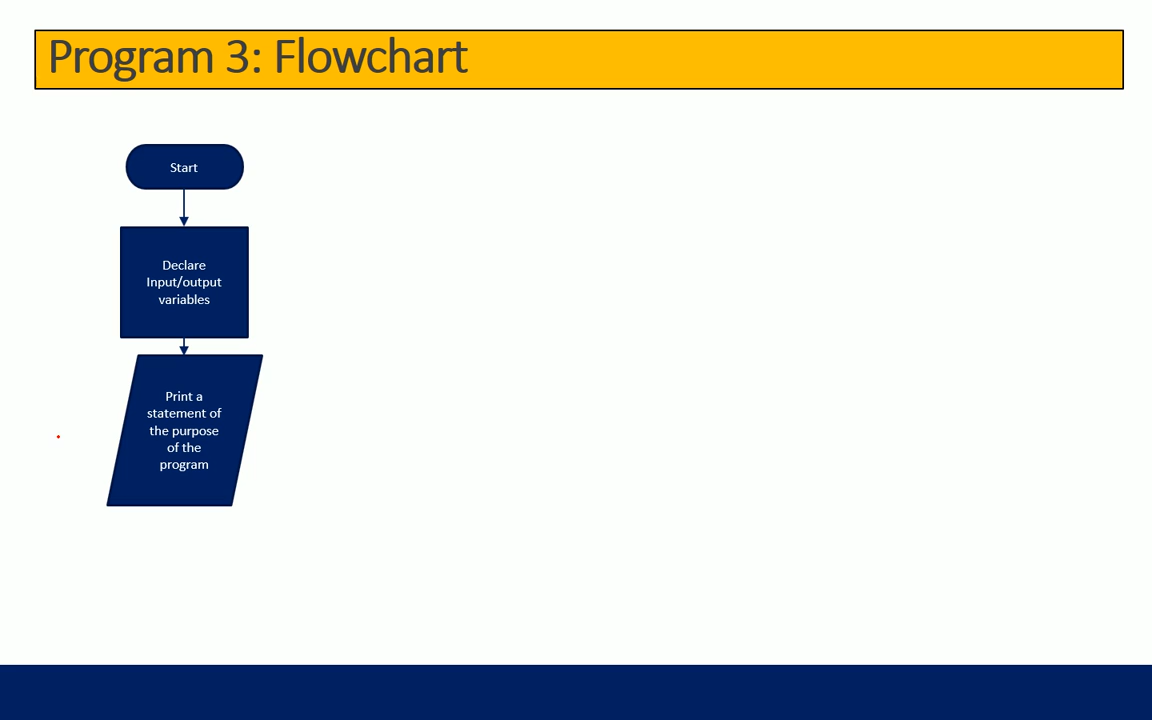 Program 3: Flowchart
Start
Declare
Input/output
variables
Print a
statement of
the purpose
of the
program